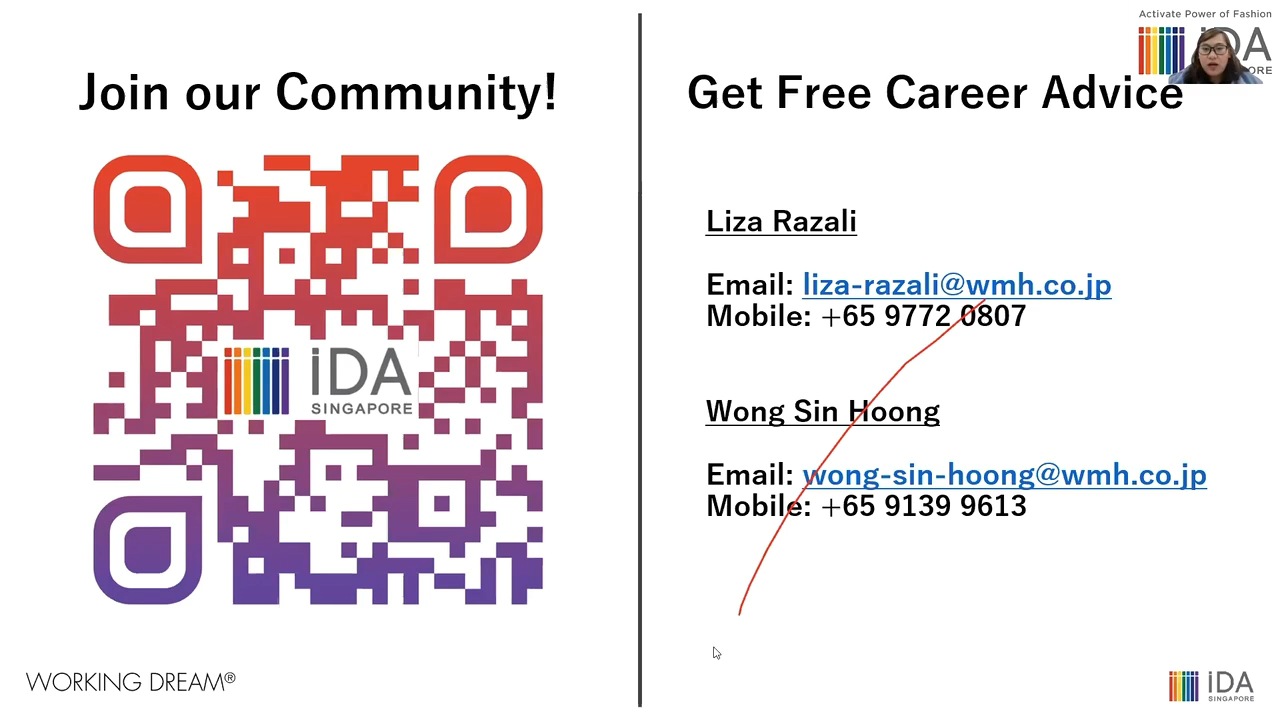 Activate Power of Fashion
Join our Community!
iDA
SINGAPORE
WORKING DREAM®
Get Free Career Advice
Liza Razali
Email: liza-razali@wmh.co.jp
Mobile: +65 9772 0807
Wong Sin Hoong
Email: wong-sin-hoong@wmh.co.jp
Mobile: +65 9139 9613
iDA
SINGAPORE